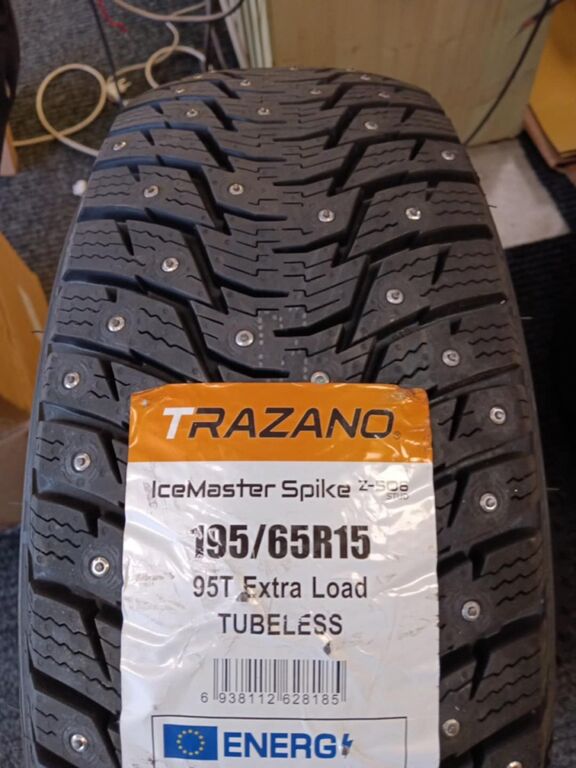 TRAZANO
IceMaster Spike Z-506
STUD
195/65R15
95T Extra Load
TUBELESS
6 938112 628185
ENERG